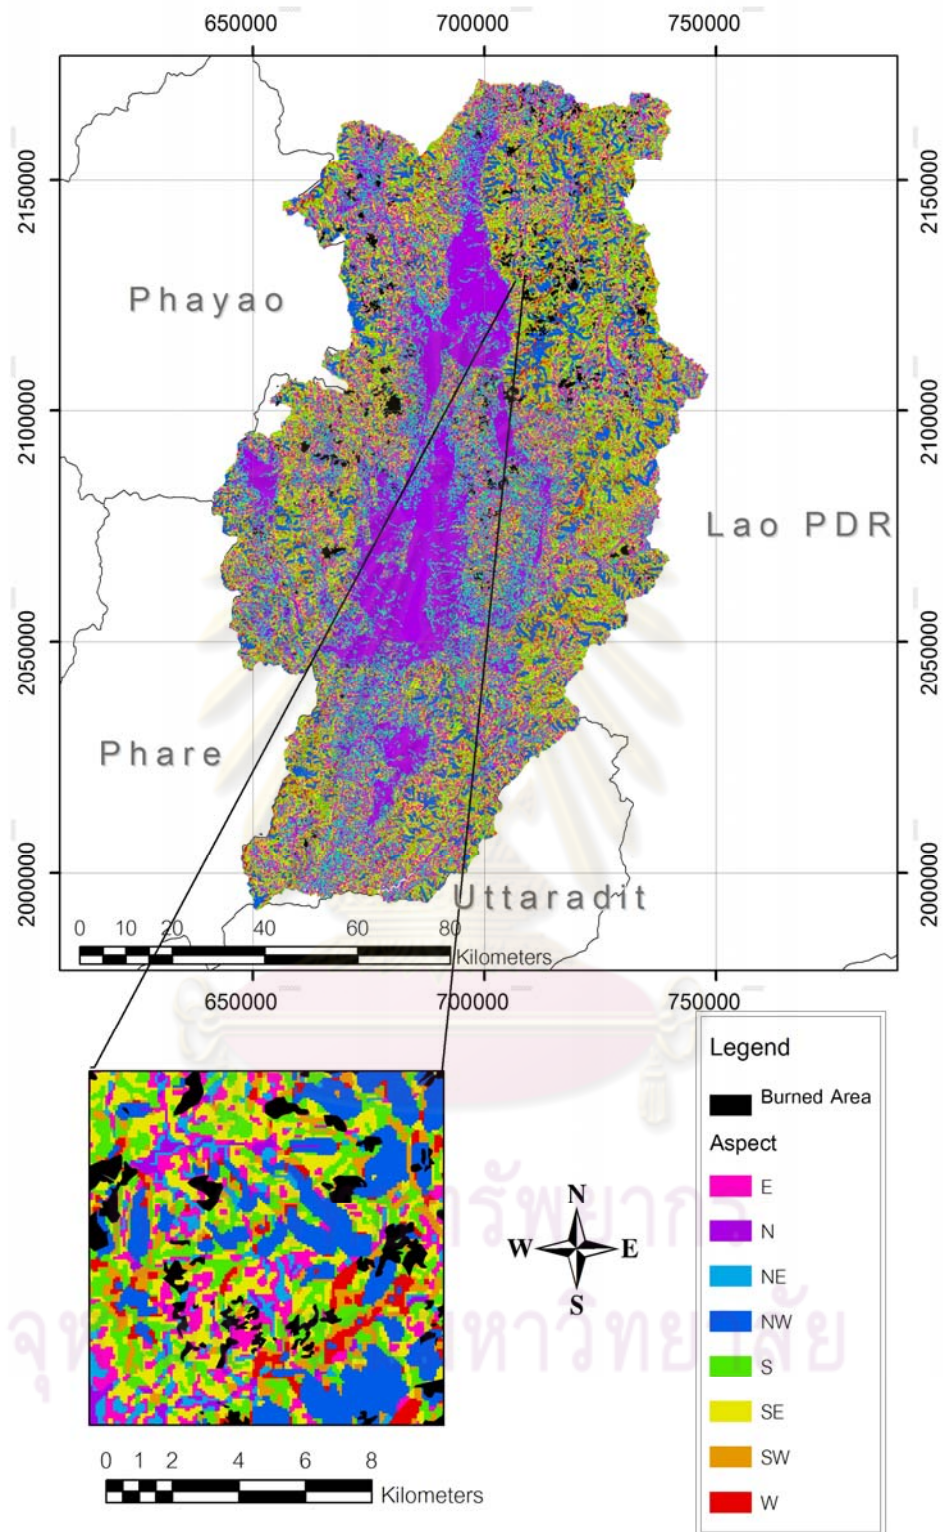 650000 700000 750000
2150000 2150000
Phayao
2100000 2100000
Lao PDR
2050000 2050000
Phare
2000000 2000000
Uttaradit
0 10 20 40 60 80
Kilometers
650000 700000 750000
Legend
Burned Area
Aspect
E
N
NE
NW
S
SE
SW
W
N
W E
S
0 1 2 4 6 8
Kilometers